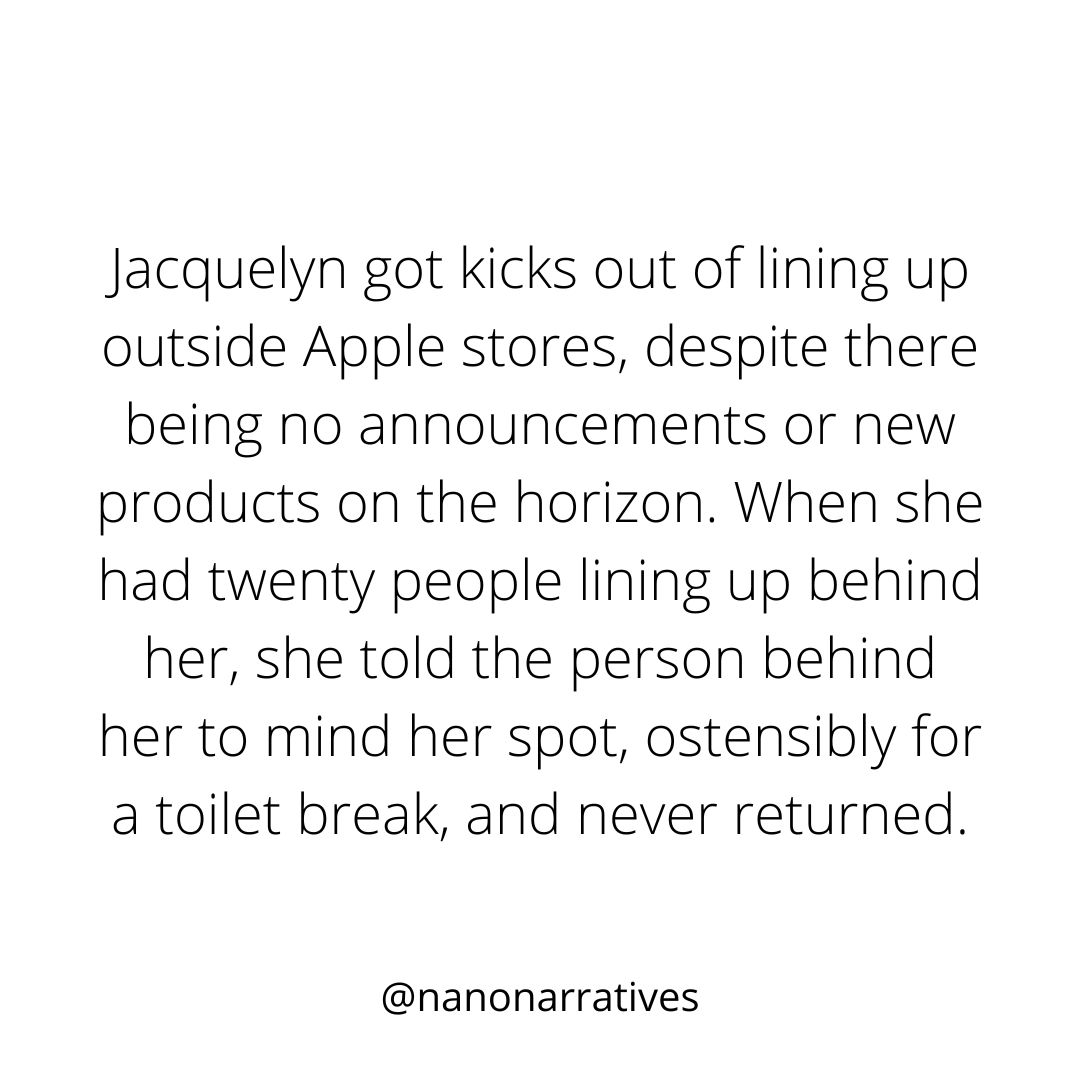 Jacquelyn got kicks out of lining up
outside Apple stores, despite there
being no announcements or new
products on the horizon. When she
had twenty people lining up behind
her, she told the person behind
her to mind her spot, ostensibly for
a toilet break, and never returned.
@nanonarratives